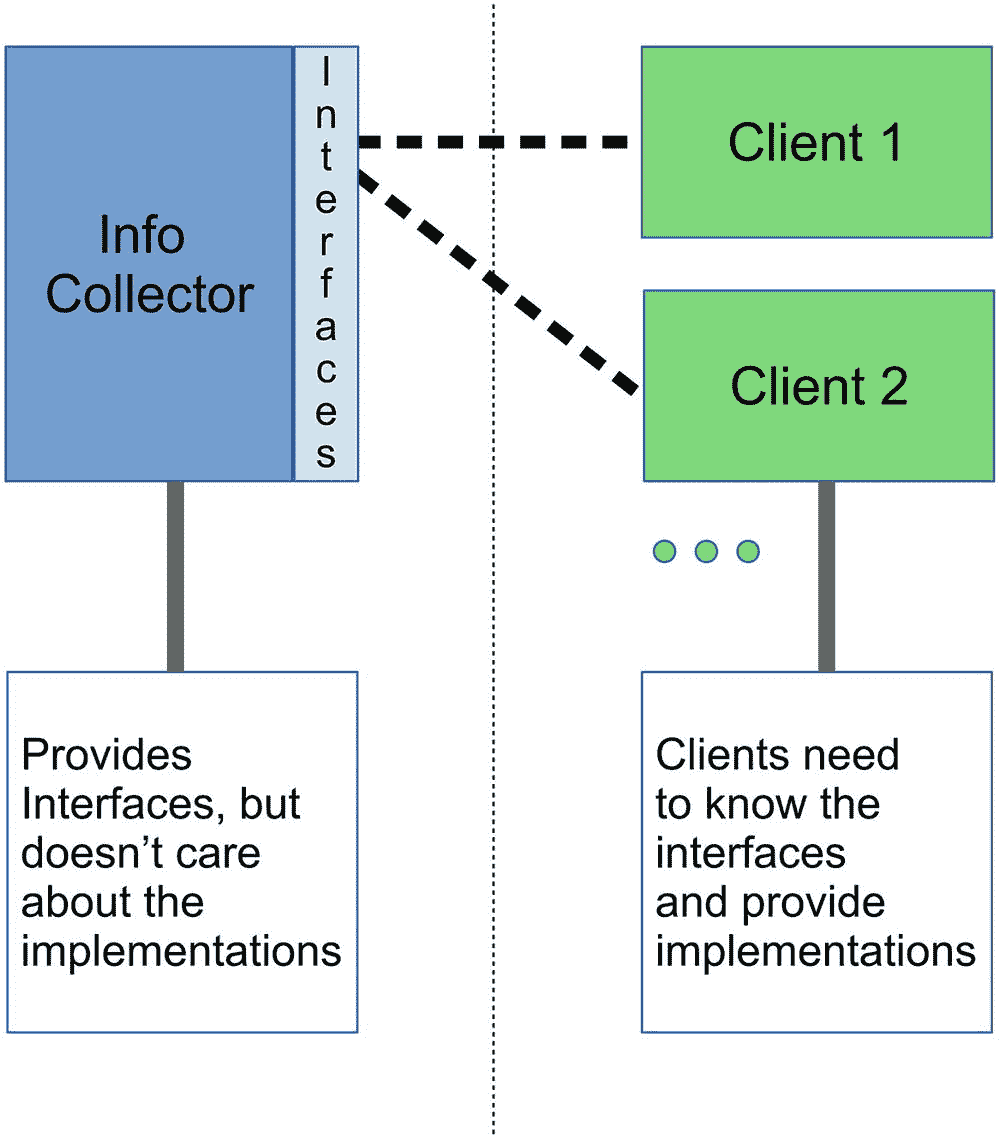 Info
Collector
Interfaces
Client 1
Client 2
Provides
Interfaces, but
doesn’t care
about the
implementations
Clients need
to know the
interfaces
and provide
implementations